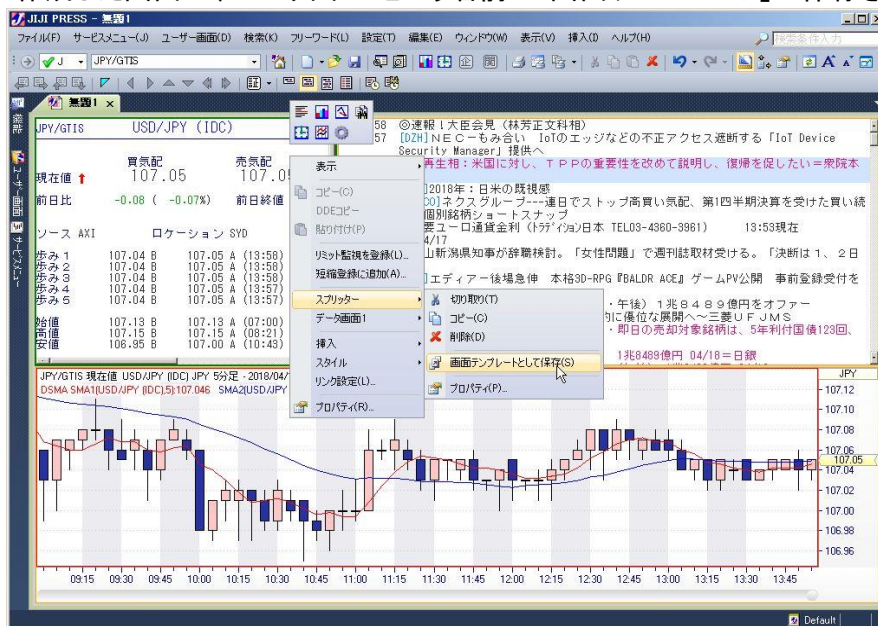 JIJI PRESS - 無題1
ファイル(F) サービスメニュー(J) ユーザー画面(D) 検索(K) フリーワード(L) 設定(T) 編集(E) ウィンドウ(W) 表示(V) 挿入(I) ヘルプ(H)
検索条件入力
J JPY/GTIS
無題1
JPY/GTIS USD/JPY (IDC)
買気配 売気配
現在値 107.05 107.05
前日比 -0.08 ( -0.07%) 前日終値
ソース AXI ロケーション SYD
歩み1 107.04 B 107.05 A (13:58)
歩み2 107.04 B 107.05 A (13:58)
歩み3 107.04 B 107.05 A (13:58)
歩み4 107.04 B 107.05 A (13:57)
歩み5 107.04 B 107.05 A (13:57)
始値 107.13 B 107.13 A (07:00)
高値 107.15 B 107.15 A (08:21)
安値 106.95 B 107.00 A (10:43)
58 ◎速報!大臣会見(林芳正文科相)
57 [DZH]NEC-もみ合い IoTのエッジなどの不正アクセス遮断する「IoT Device
Security Manager」提供へ
再生相:米国に対し、TPPの重要性を改めて説明し、復帰を促したい=衆院本
]2018年:日米の既視感
CO]ネクスグループ---連日でストップ高買い気配、第1四半期決算を受けた買い続
個別銘柄ショートスナップ
要ユーロ通貨金利(トラディション日本 TEL03-4360-3961) 13:53現在
4/17
山新潟県知事が辞職検討。「女性問題」で週刊誌取材受ける。「決断は1、2日
]エディアー後場急伸 本格3D-RPG『BALDR ACE』ゲームPV公開 事前登録受付を
・午後) 1兆8489億円をオファー
的に優位な展開へ~三菱UFJMS
・即日の売却対象銘柄は、5年利付国債123回、
1兆8489億円 04/18=日銀
表示
コピー(C)
DDEコピー
貼り付け(P)
リミット監視を登録(L)...
短縮登録に追加(A)...
スプリッター
データ画面1
挿入
スタイル
リンク設定(L)...
プロパティ(R)...
切り取り(T)
コピー(C)
削除(D)
画面テンプレートとして保存(S)
プロパティ(P)...
ユーザー画面
サービスメニュー
JPY/GTIS 現在値 USD/JPY (IDC) JPY 5分足 - 2018/04/
DSMA SMA1(USD/JPY (IDC),5):107.046 SMA2(USD/JPY
JPY
107.12
107.10
107.08
107.06
107.05
107.04
107.02
107.00
106.98
106.96
09:15 09:30 09:45 10:00 10:15 10:30 10:45 11:00 11:15 11:30 11:45 12:00 12:15 12:30 12:45 13:00 13:15 13:30 13:45
Default